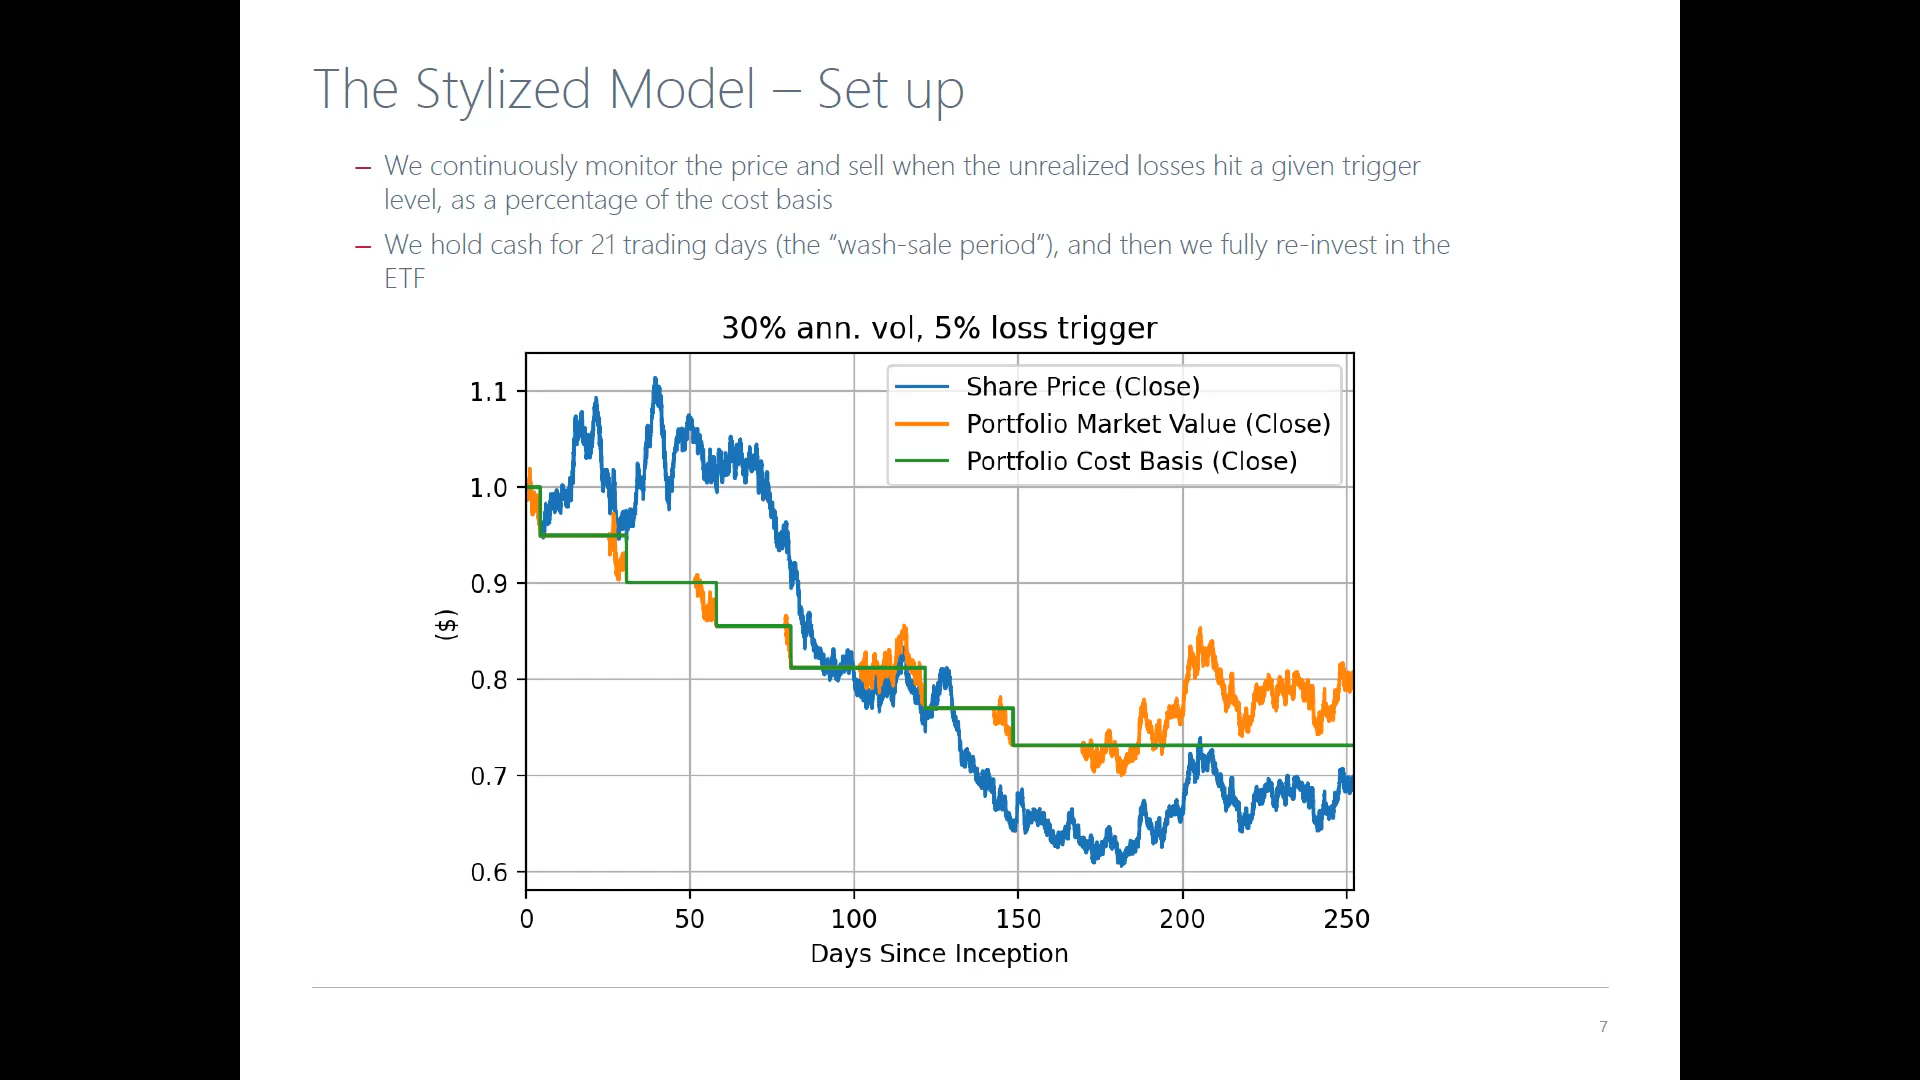 The Stylized Model – Set up
– We continuously monitor the price and sell when the unrealized losses hit a given trigger
level, as a percentage of the cost basis
– We hold cash for 21 trading days (the “wash-sale period”), and then we fully re-invest in the
ETF
30% ann. vol, 5% loss trigger
Share Price (Close)
Portfolio Market Value (Close)
Portfolio Cost Basis (Close)
1.1
1.0
0.9
0.8
0.7
0.6
($)
0 50 100 150 200 250
Days Since Inception
7